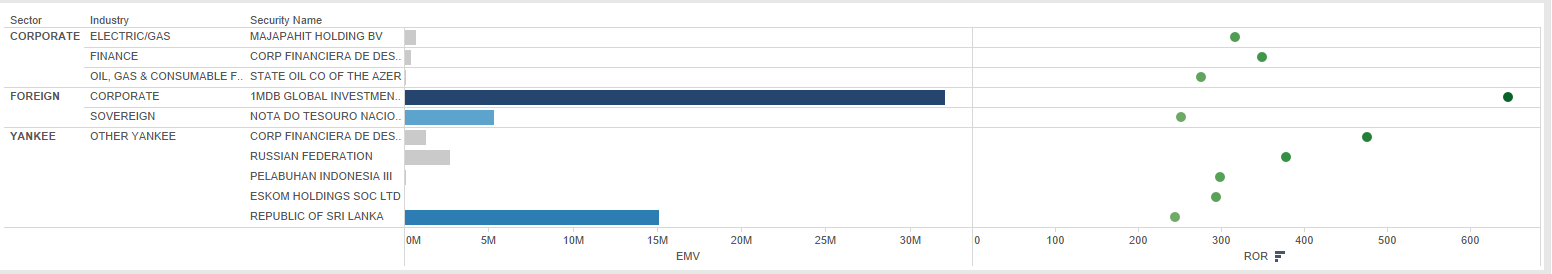 Sector Industry Security Name
CORPORATE ELECTRIC/GAS MAJAPAHIT HOLDING BV
FINANCE CORP FINANCIERA DE DES..
OIL, GAS & CONSUMABLE F.. STATE OIL CO OF THE AZER
FOREIGN CORPORATE 1MDB GLOBAL INVESTMEN..
SOVEREIGN NOTA DO TESOURO NACIO..
YANKEE OTHER YANKEE CORP FINANCIERA DE DES..
RUSSIAN FEDERATION
PELABUHAN INDONESIA III
ESKOM HOLDINGS SOC LTD
REPUBLIC OF SRI LANKA
0M 5M 10M 15M 20M 25M 30M 0 100 200 300 400 500 600
EMV ROR